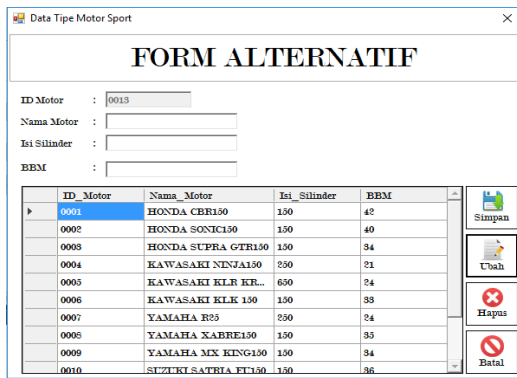 Data Tipe Motor Sport
FORM ALTERNATIF
ID Motor : 0013
Nama Motor :
Isi Silinder :
BBM :
ID_Motor Nama_Motor Isi_Silinder BBM
0001 HONDA CBR150 150 42
0002 HONDA SONIC150 150 40
0003 HONDA SUPRA GTR150 150 34
0004 KAWASAKI NINJA150 250 21
0005 KAWASAKI KLR KR... 650 24
0006 KAWASAKI KLK 150 150 33
0007 YAMAHA R25 250 24
0008 YAMAHA XABRE150 150 35
0009 YAMAHA MX KING150 150 34
0010 SUZUKI SATRIA FU150 150 36
Simpan
Ubah
Hapus
Batal